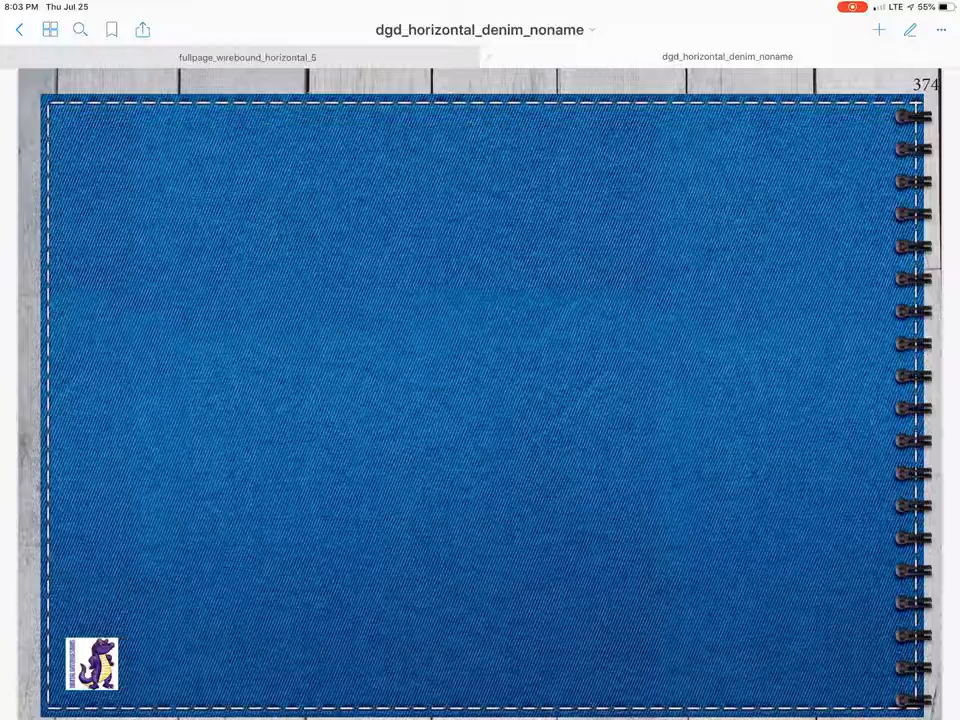 8:03 PM Thu Jul 25
LTE 55%
dgd_horizontal_denim_noname
fullpage_wirebound_horizontal_5
dgd_horizontal_denim_noname
374